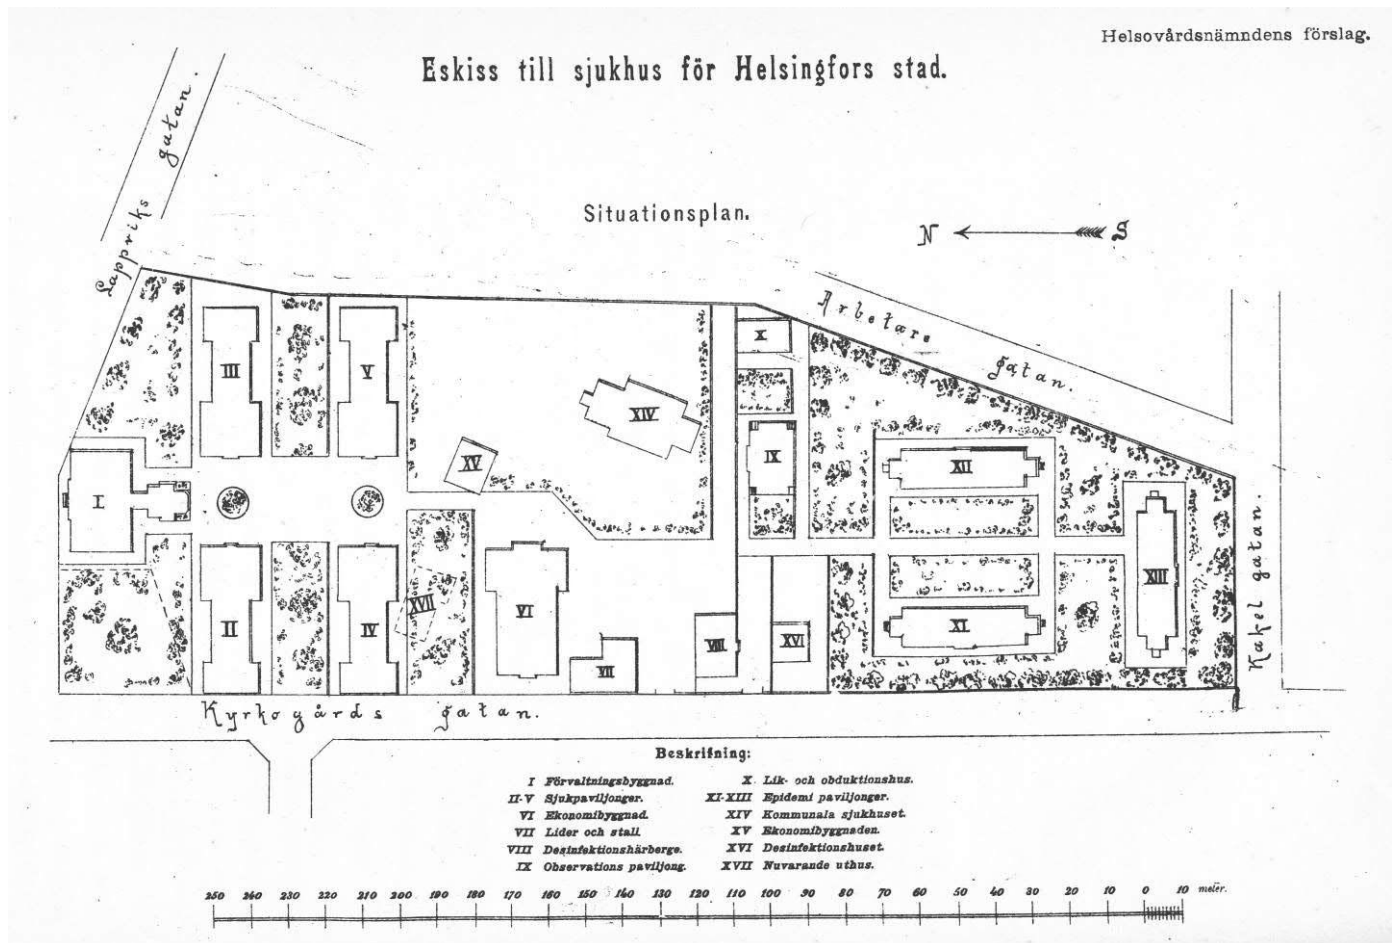 Helsovårdsnämndens förslag.
Eskiss till sjukhus för Helsingfors stad.
Lappviks gatan.
Situationsplan.
N S
Arbetare gatan.
X
III
V
XIV
IX
XV
XII
I
XIII
Kakel gatan.
II
IV
XVII
VI
VII
VIII
XVI
XI
Kyrkogårds gatan.
Beskrifning:
I Förvaltningsbyggnad.
II-V Sjukpaviljonger.
VI Ekonomibyggnad.
VII Lider och stall.
VIII Desinfektionshärberge.
IX Observations paviljong.
X Lik- och obduktionshus.
XI-XIII Epidemi paviljonger.
XIV Kommunala sjukhuset.
XV Ekonomibyggnaden.
XVI Desinfektionshuset.
XVII Nuvarande uthus.
250 240 230 220 210 200 190 180 170 160 150 140 130 120 110 100 90 80 70 60 50 40 30 20 10 0 10 meter.